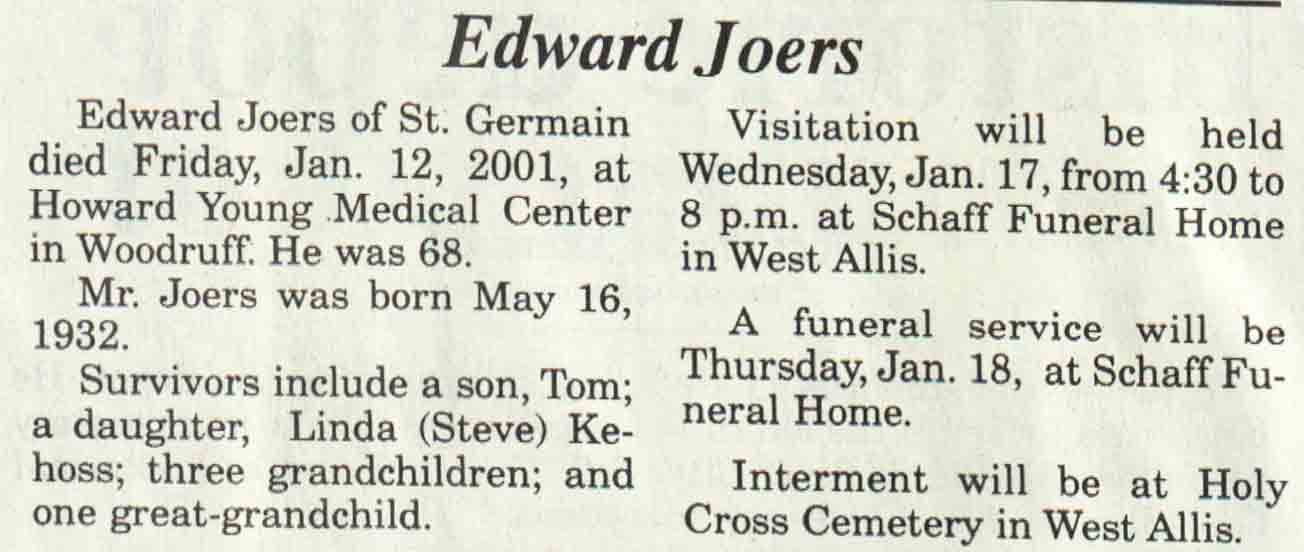 Edward Joers
Edward Joers of St. Germain
died Friday, Jan. 12, 2001, at
Howard Young Medical Center
in Woodruff. He was 68.
Mr. Joers was born May 16,
1932.
Survivors include a son, Tom;
a daughter, Linda (Steve) Ke-
hoss; three grandchildren; and
one great-grandchild.
Visitation will be held
Wednesday, Jan. 17, from 4:30 to
8 p.m. at Schaff Funeral Home
in West Allis.
A funeral service will be
Thursday, Jan. 18, at Schaff Fu-
neral Home.
Interment will be at Holy
Cross Cemetery in West Allis.